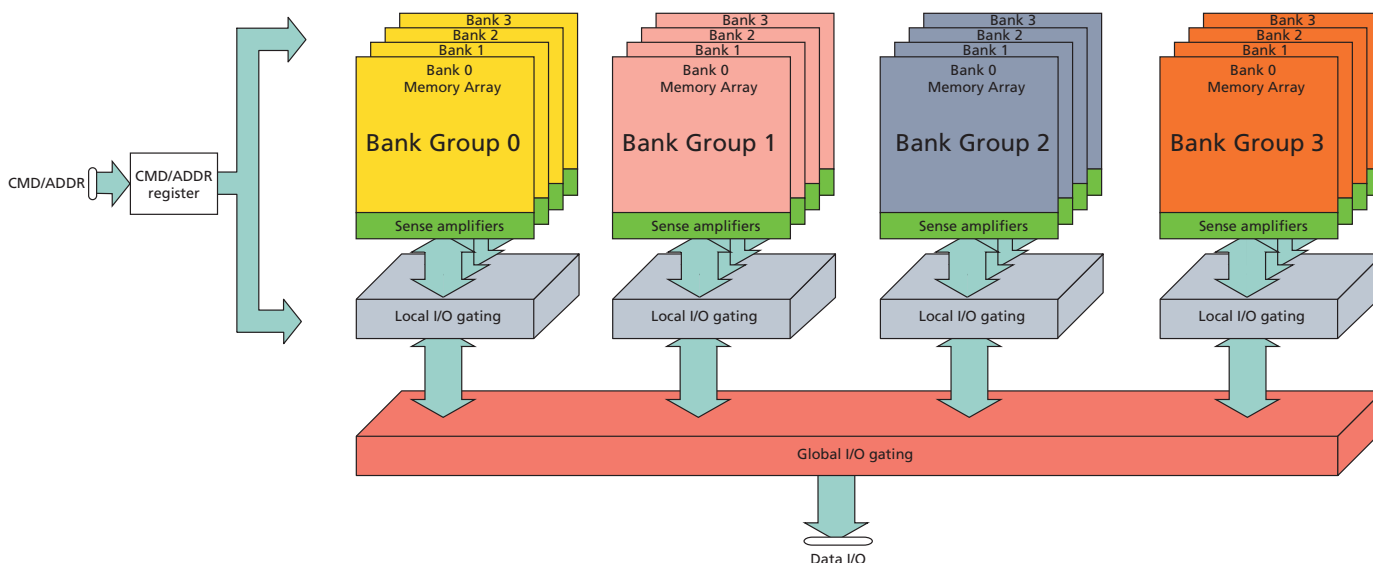 Bank 3
Bank 2
Bank 1
Bank 0
Memory Array
Bank Group 0
Sense amplifiers
Local I/O gating
Bank 3
Bank 2
Bank 1
Bank 0
Memory Array
Bank Group 1
Sense amplifiers
Local I/O gating
Bank 3
Bank 2
Bank 1
Bank 0
Memory Array
Bank Group 2
Sense amplifiers
Local I/O gating
Bank 3
Bank 2
Bank 1
Bank 0
Memory Array
Bank Group 3
Sense amplifiers
Local I/O gating
CMD/ADDR
CMD/ADDR
register
Global I/O gating
Data I/O